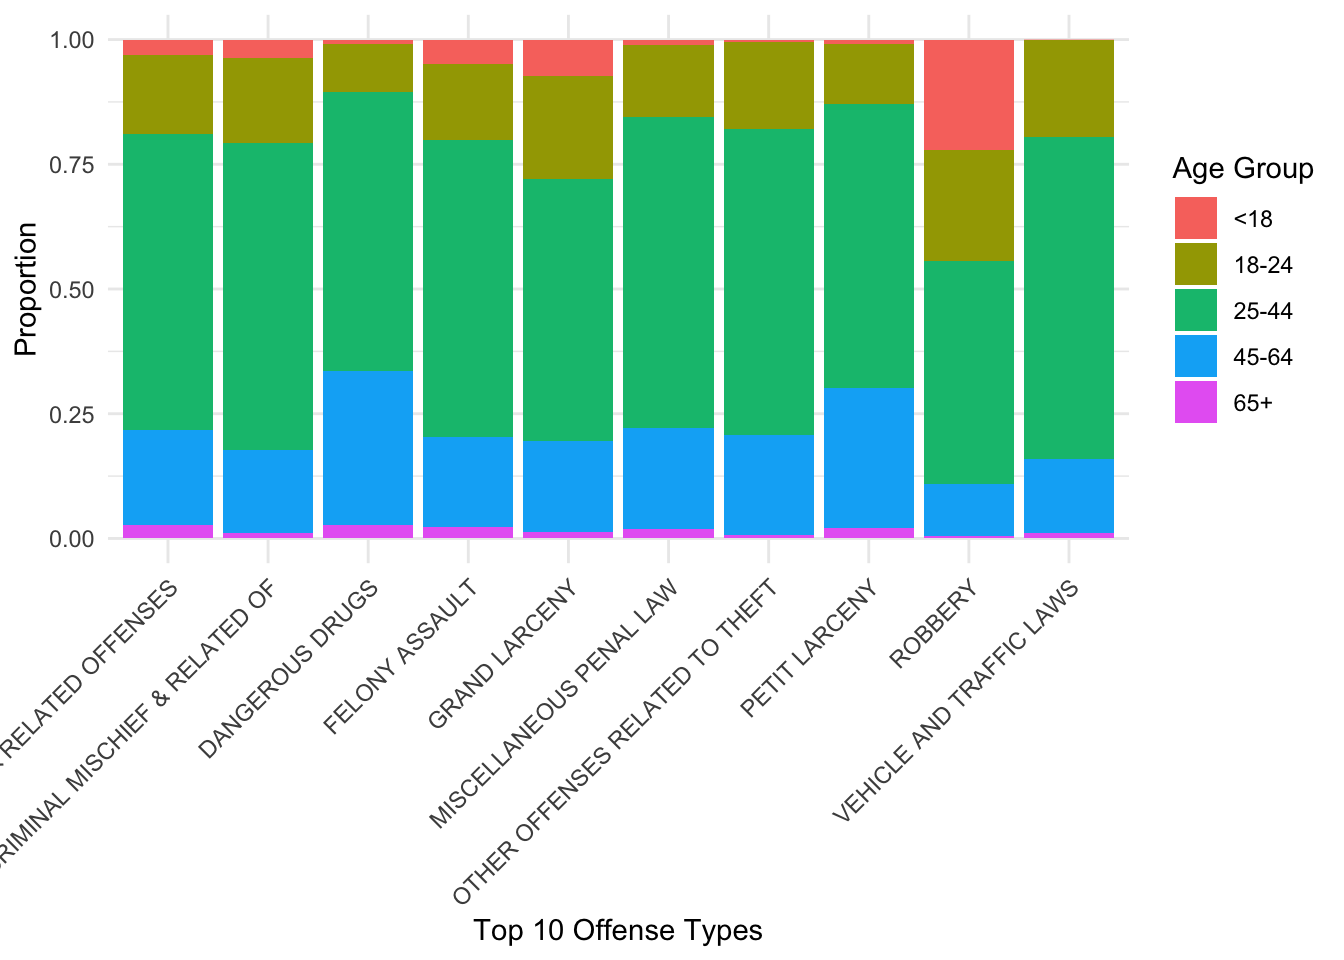 1.00
0.75
0.50
0.25
0.00
Proportion
RELATED OFFENSES
CRIMINAL MISCHIEF & RELATED OF
DANGEROUS DRUGS
FELONY ASSAULT
GRAND LARCENY
MISCELLANEOUS PENAL LAW
OTHER OFFENSES RELATED TO THEFT
PETIT LARCENY
ROBBERY
VEHICLE AND TRAFFIC LAWS
Top 10 Offense Types
Age Group
<18
18-24
25-44
45-64
65+